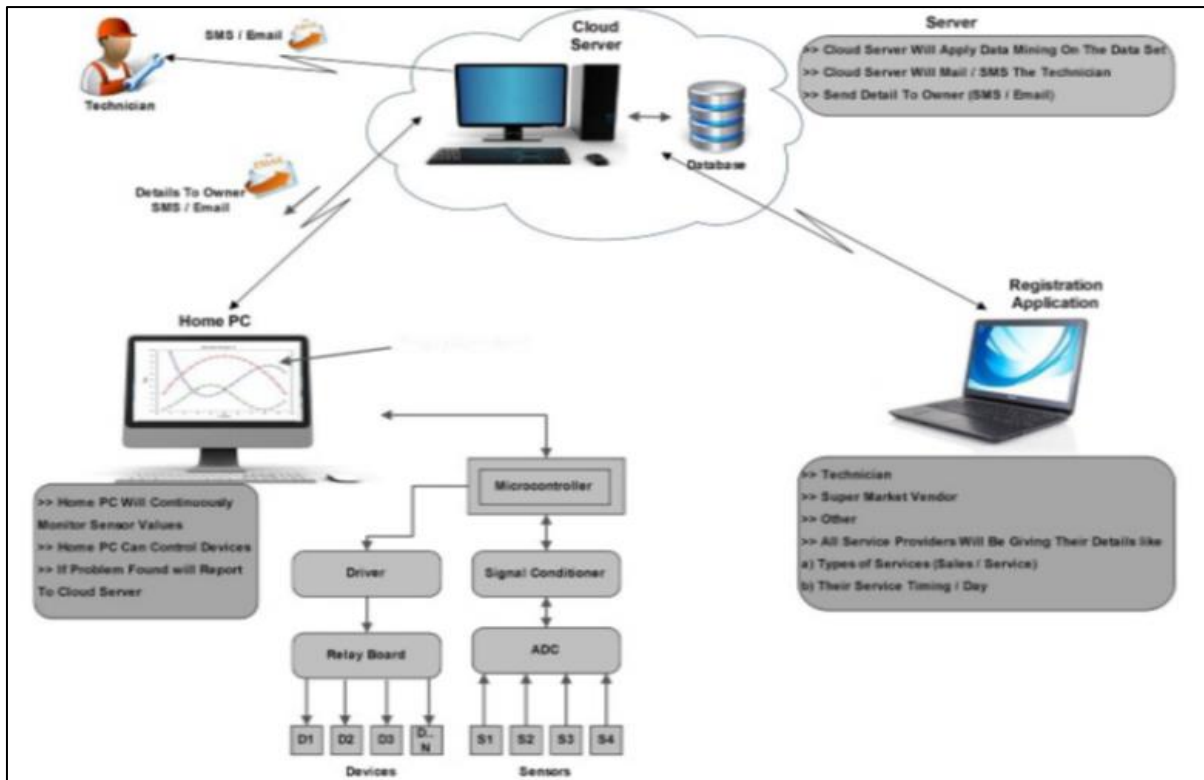 SMS / Email
Technician
Cloud
Server
Database
Server
>> Cloud Server Will Apply Data Mining On The Data Set
>> Cloud Server Will Mail / SMS The Technician
>> Send Detail To Owner (SMS / Email)
Details To Owner
SMS / Email
Home PC
Registration
Application
>> Home PC Will Continuously
Monitor Sensor Values
>> Home PC Can Control Devices
>> If Problem Found will Report
To Cloud Server
Microcontroller
Driver
Signal Conditioner
Relay Board
ADC
D1
D2
D3
D..
N
S1
S2
S3
S4
Devices
Sensors
>> Technician
>> Super Market Vendor
>> Other
>> All Service Providers Will Be Giving Their Details like
a) Types of Services (Sales / Service)
b) Their Service Timing / Day